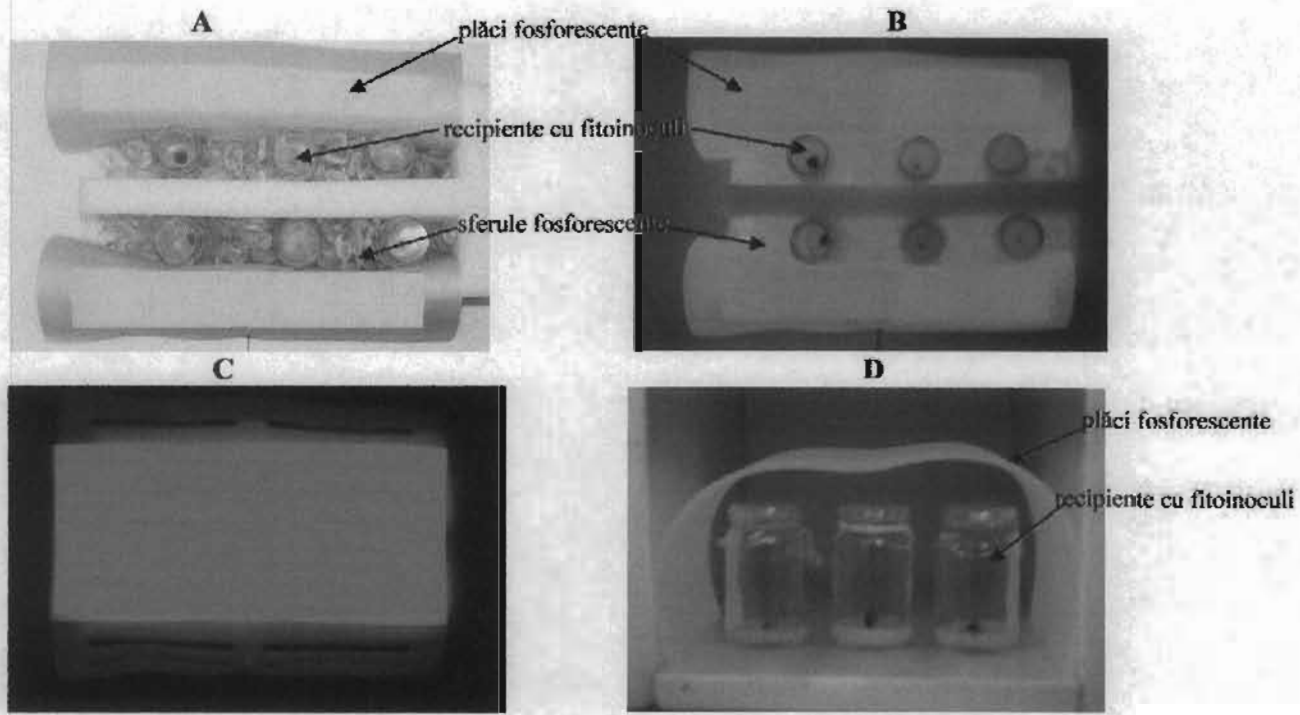 A
B
plăci fosforescente
recipiente cu fitoinoculi
sferule fosforescente
C
D
plăci fosforescente
recipiente cu fitoinoculi